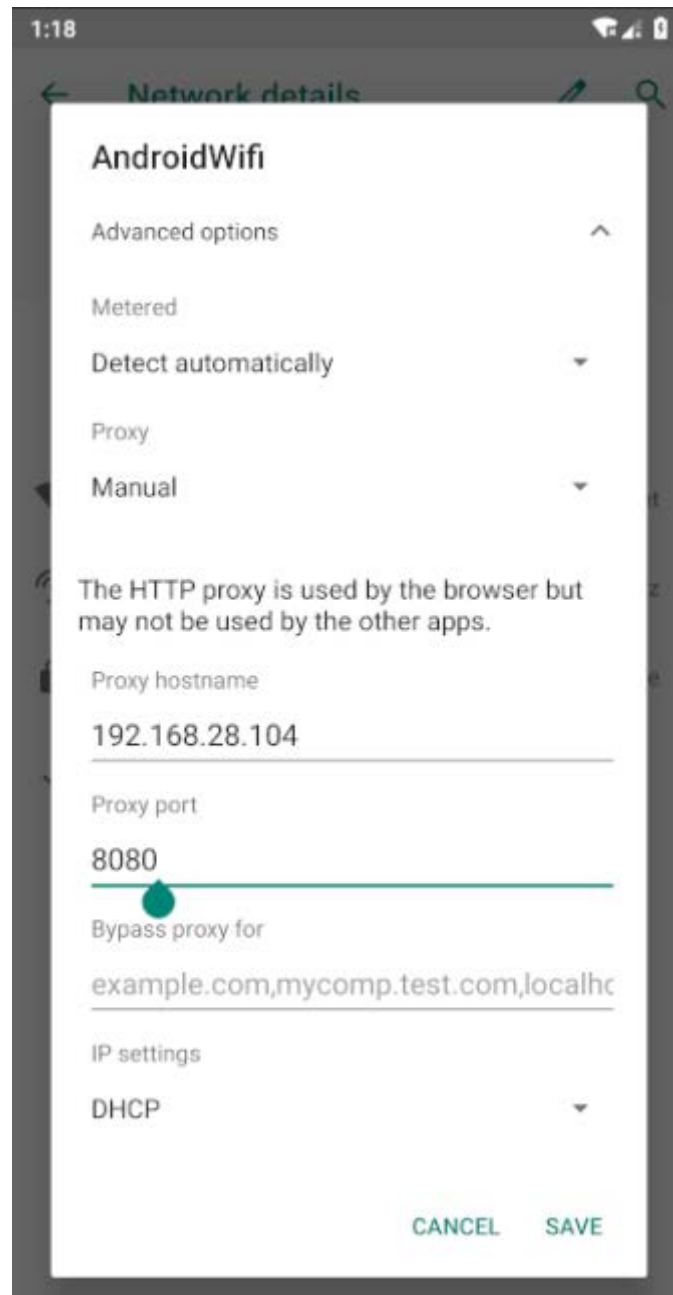 1:18
Network details
AndroidWifi
Advanced options
Metered
Detect automatically
Proxy
Manual
The HTTP proxy is used by the browser but
may not be used by the other apps.
Proxy hostname
192.168.28.104
Proxy port
8080
Bypass proxy for
example.com,mycomp.test.com,localhc
IP settings
DHCP
CANCEL SAVE